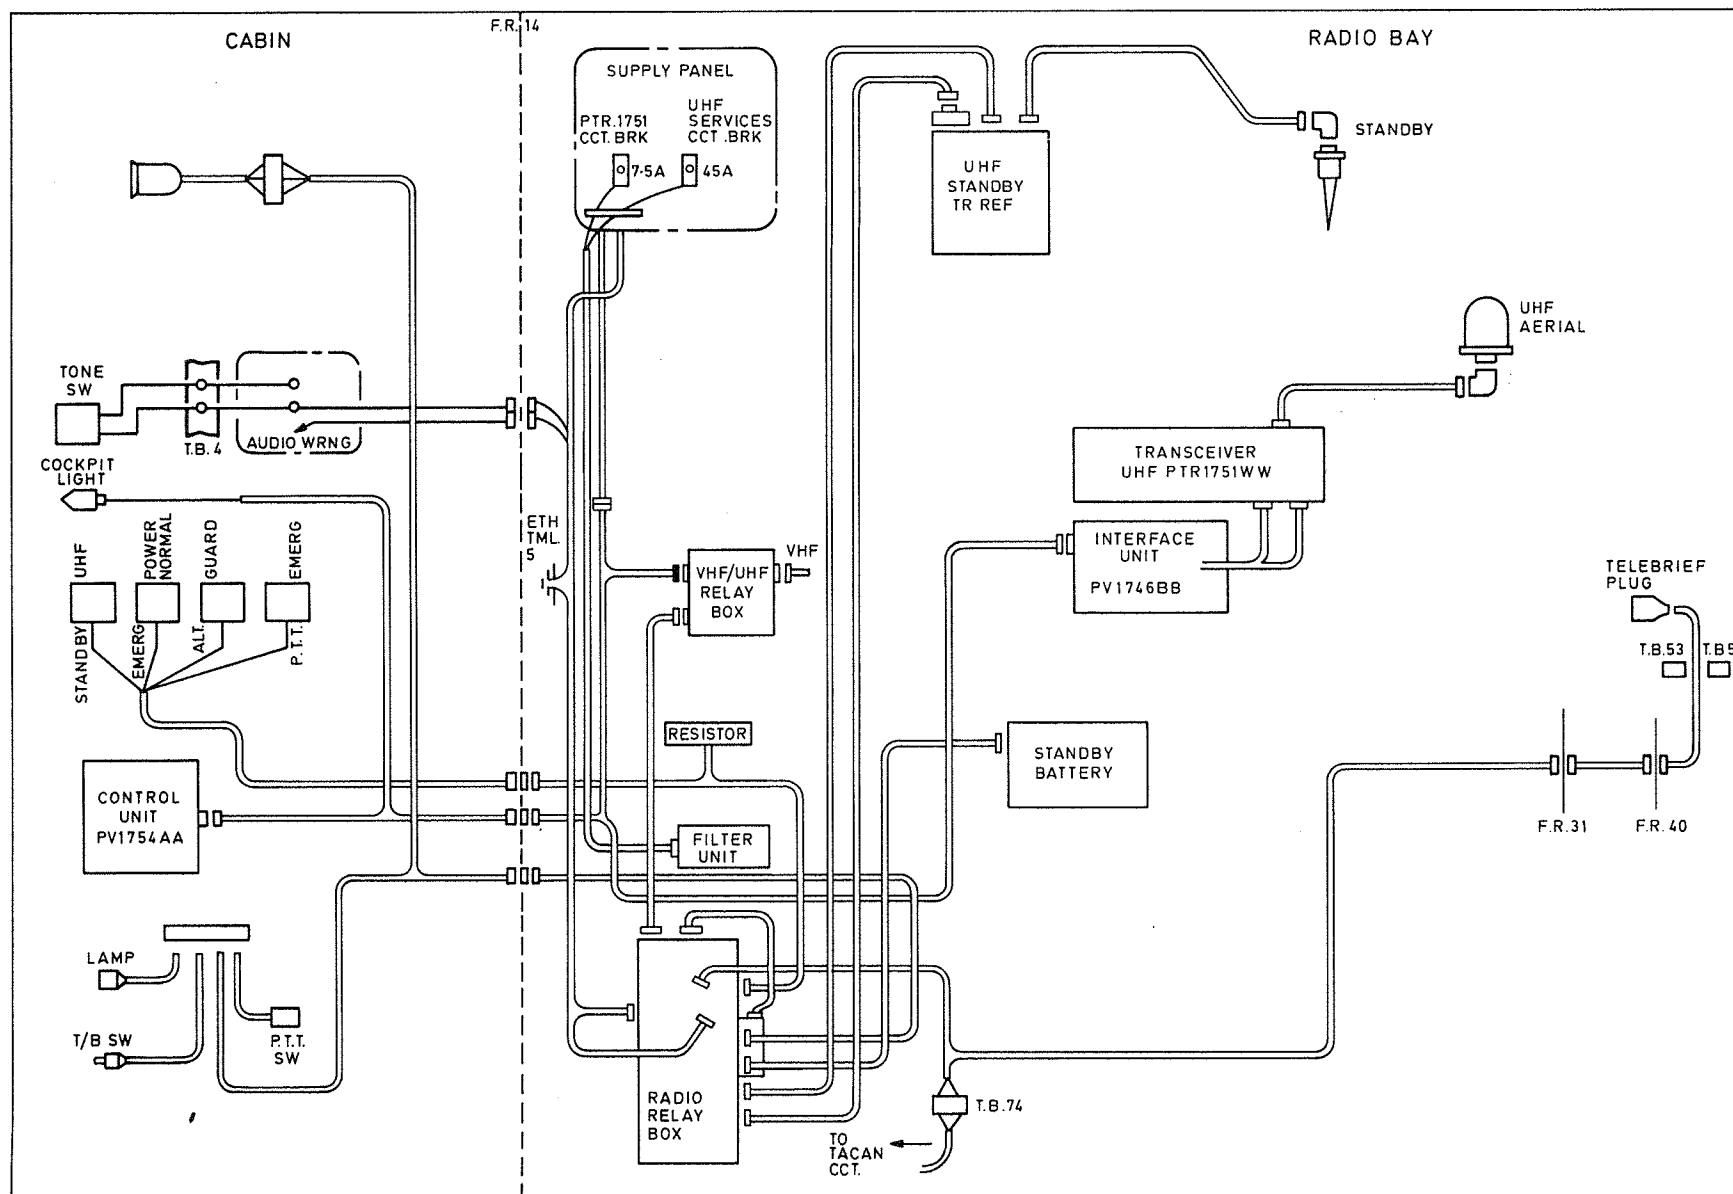 F.R. 14
CABIN
RADIO BAY
SUPPLY PANEL
PTR.1751
CCT. BRK
UHF
SERVICES
CCT. BRK
7·5A
45A
UHF
STANDBY
TR REF
STANDBY
UHF
AERIAL
TONE
SW
T.B. 4
AUDIO WRNG
COCKPIT
LIGHT
TRANSCEIVER
UHF PTR1751WW
ETH
TML.
5
UHF
POWER
NORMAL
GUARD
EMERG
STANDBY
EMERG
ALT.
P.T.T.
VHF/UHF
RELAY
BOX
VHF
INTERFACE
UNIT
PV1746BB
TELEBRIEF
PLUG
T.B.53
T.B5
RESISTOR
STANDBY
BATTERY
CONTROL
UNIT
PV1754AA
FILTER
UNIT
F.R.31
F.R. 40
LAMP
T/B SW
P.T.T.
SW
RADIO
RELAY
BOX
T.B.74
TO
TACAN
CCT.